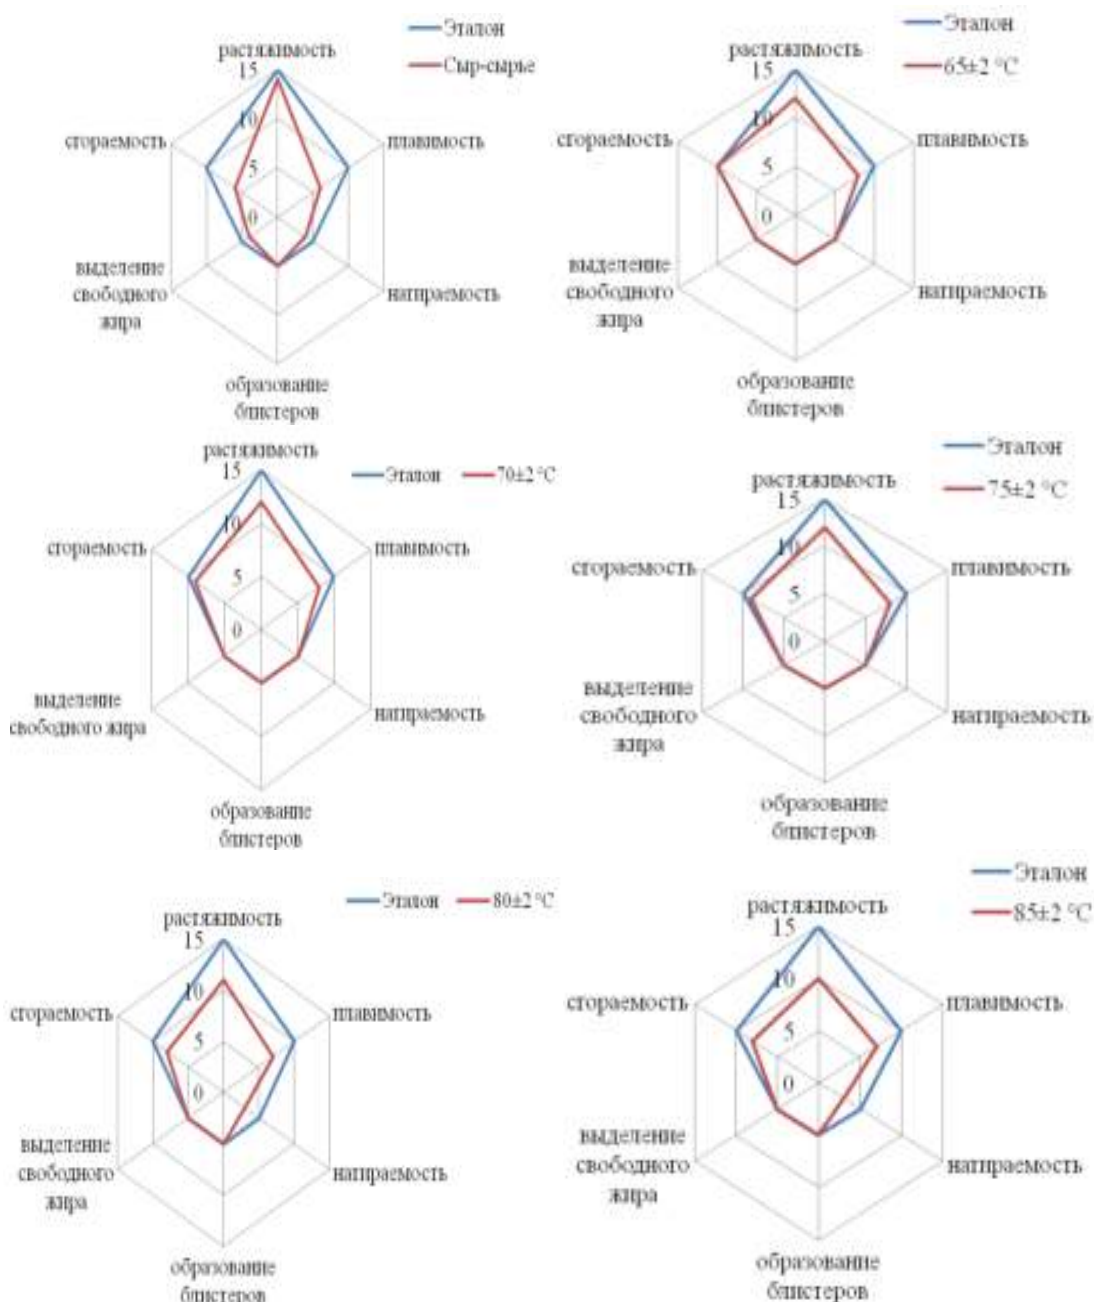 Эталон
Сыр-сырье
растяжимость
15
10
5
0
сгораемость
плавимость
выделение
свободного
жира
натираемость
образование
блистеров
Эталон
65±2 °C
растяжимость
15
10
5
0
сгораемость
плавимость
выделение
свободного
жира
натираемость
образование
блистеров
растяжимость
Эталон
70±2 °C
15
10
5
0
сгораемость
плавимость
выделение
свободного жира
натираемость
образование
блистеров
Эталон
75±2 °C
растяжимость
15
10
5
0
сгораемость
плавимость
выделение
свободного
жира
натираемость
образование
блистеров
Эталон
80±2 °C
растяжимость
15
10
5
0
сгораемость
плавимость
выделение
свободного
жира
натираемость
образование
блистеров
Эталон
85±2 °C
растяжимость
15
10
5
0
сгораемость
плавимость
выделение
свободного
жира
натираемость
образование
блистеров